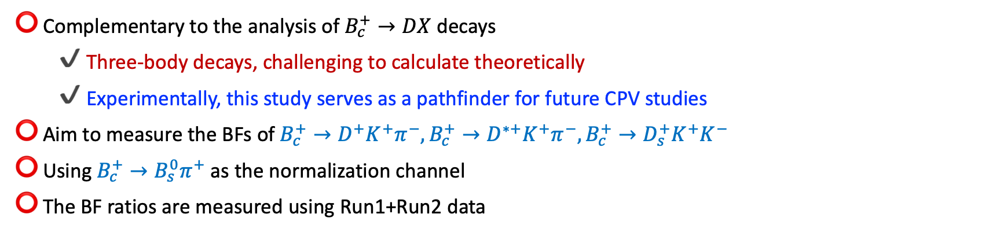 Complementary to the analysis of $B_c^+ \to DX$ decays
✓ Three-body decays, challenging to calculate theoretically
✓ Experimentally, this study serves as a pathfinder for future CPV studies
Aim to measure the BFs of $B_c^+ \to D^+K^+\pi^-, B_c^+ \to D^{*+}K^+\pi^-, B_c^+ \to D_s^+K^+K^-$
Using $B_c^+ \to B_s^0\pi^+$ as the normalization channel
The BF ratios are measured using Run1+Run2 data